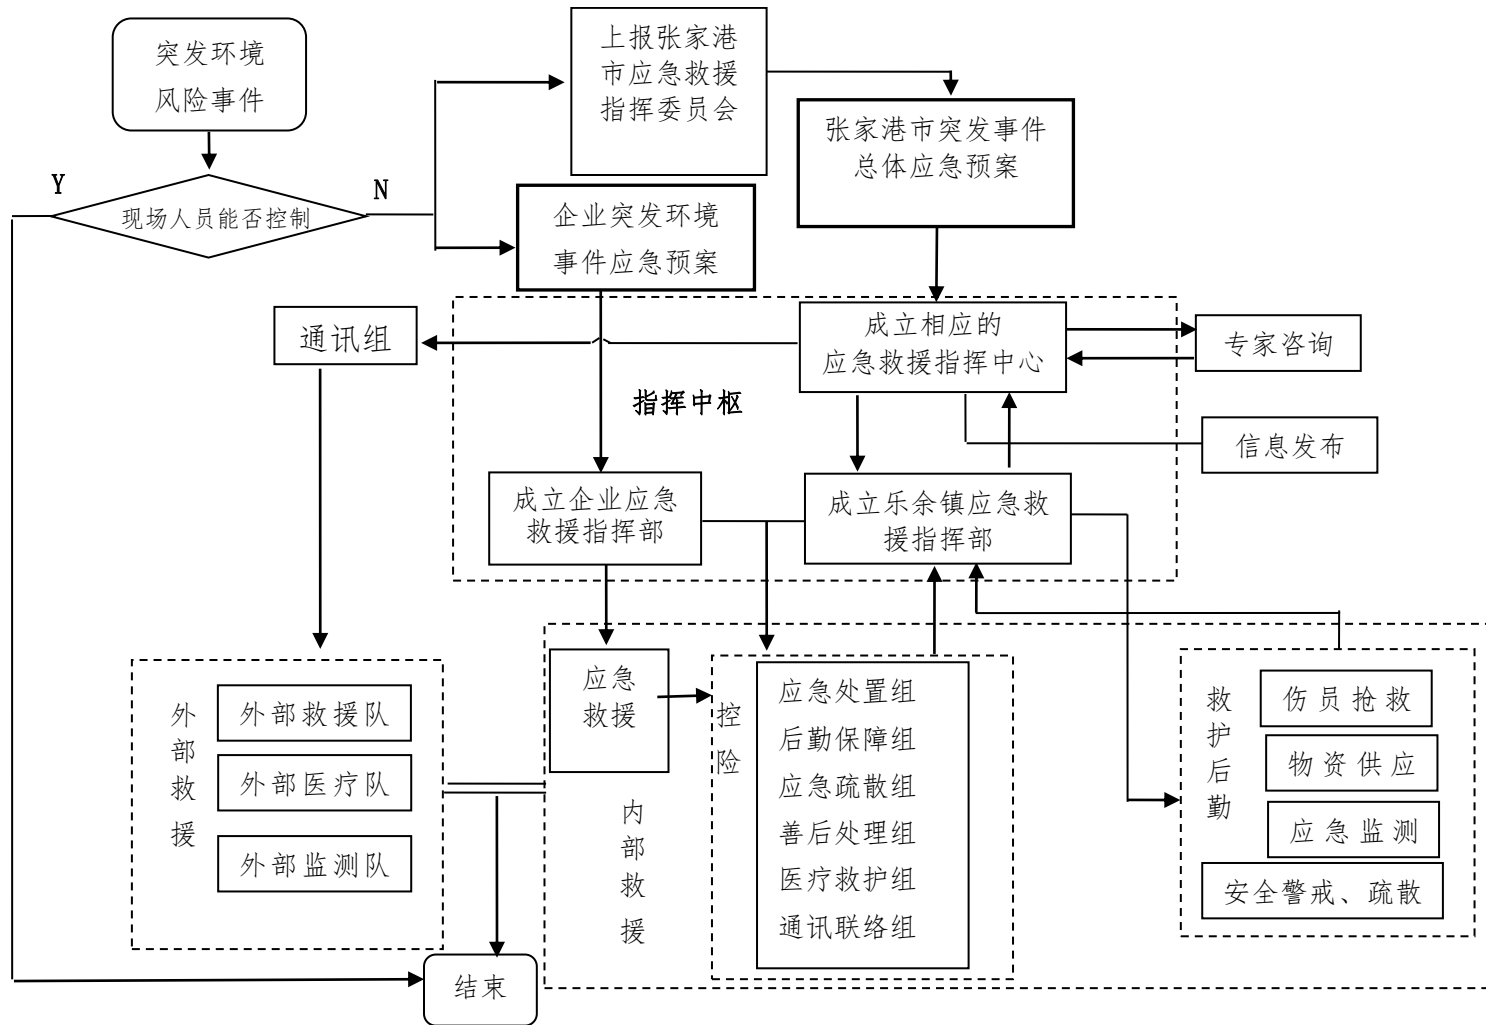 突发环境
风险事件
上报张家港
市应急救援
指挥委员会
张家港市突发事件
总体应急预案
Y
N
现场人员能否控制
企业突发环境
事件应急预案
通讯组
成立相应的
应急救援指挥中心
专家咨询
指挥中枢
信息发布
成立企业应急
救援指挥部
成立乐余镇应急救
援指挥部
外部救援
外部救援队
外部医疗队
外部监测队
应急
救援
内部救援
控险
应急处置组
后勤保障组
应急疏散组
善后处理组
医疗救护组
通讯联络组
救护后勤
伤员抢救
物资供应
应急监测
安全警戒、疏散
结束